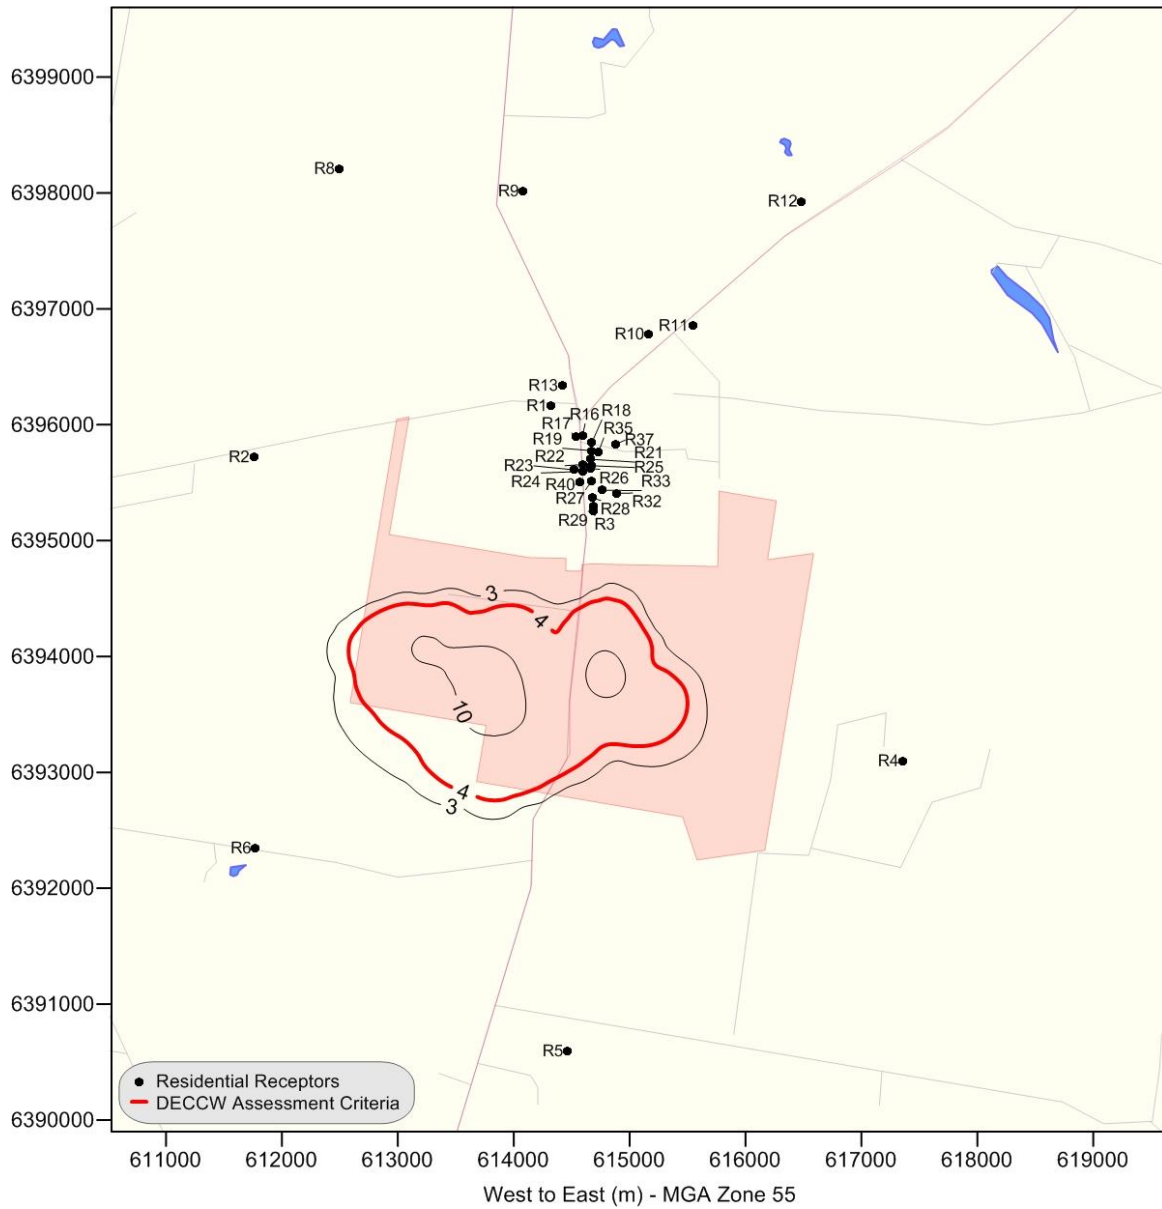 6399000
R8
R9
6398000
R12
6397000
R11
R10
R13
R1
R16
R18
6396000
R17
R35
R37
R19
R2
R22
R21
R23
R25
R24
R26
R33
R40
R27
R32
R28
R29
R3
6395000
3
4
6394000
10
R4
6393000
4
3
R6
6392000
6391000
R5
Residential Receptors
DECCW Assessment Criteria
6390000
611000 612000 613000 614000 615000 616000 617000 618000 619000
West to East (m) - MGA Zone 55